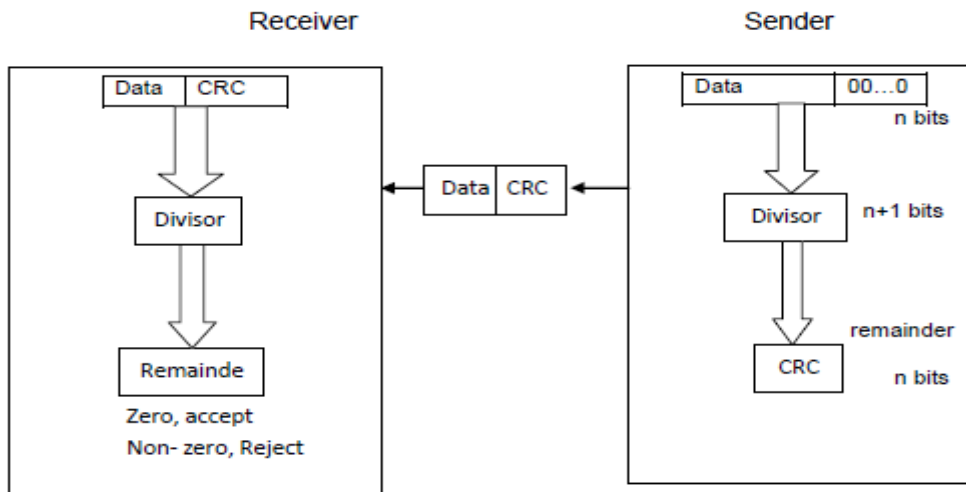 Receiver
Sender
Data CRC
Data 00...0
n bits
Data CRC
Divisor
Divisor
n+1 bits
remainder
Remainde
CRC
n bits
Zero, accept
Non- zero, Reject